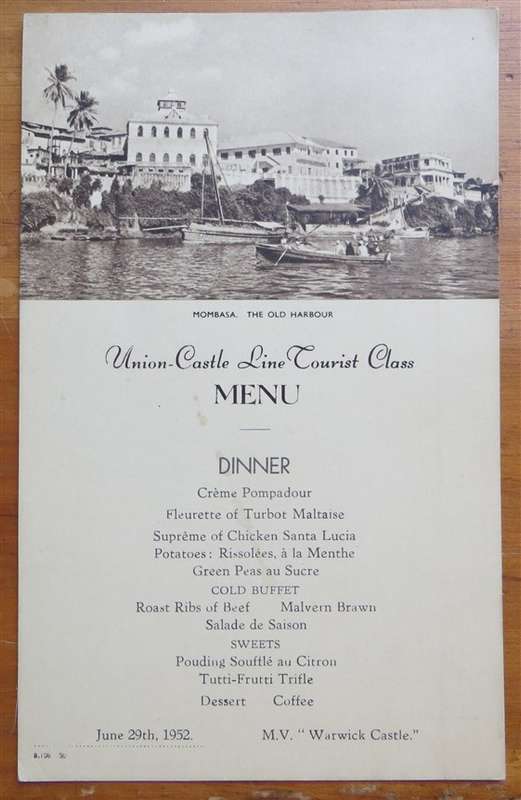 MOMBASA. THE OLD HARBOUR
Union-Castle Line Tourist Class
MENU
DINNER
Crème Pompadour
Fleurette of Turbot Maltaise
Suprême of Chicken Santa Lucia
Potatoes: Rissolées, à la Menthe
Green Peas au Sucre
COLD BUFFET
Roast Ribs of Beef Malvern Brawn
Salade de Saison
SWEETS
Pouding Soufflé au Citron
Tutti-Frutti Trifle
Dessert Coffee
June 29th, 1952. M.V. "Warwick Castle."